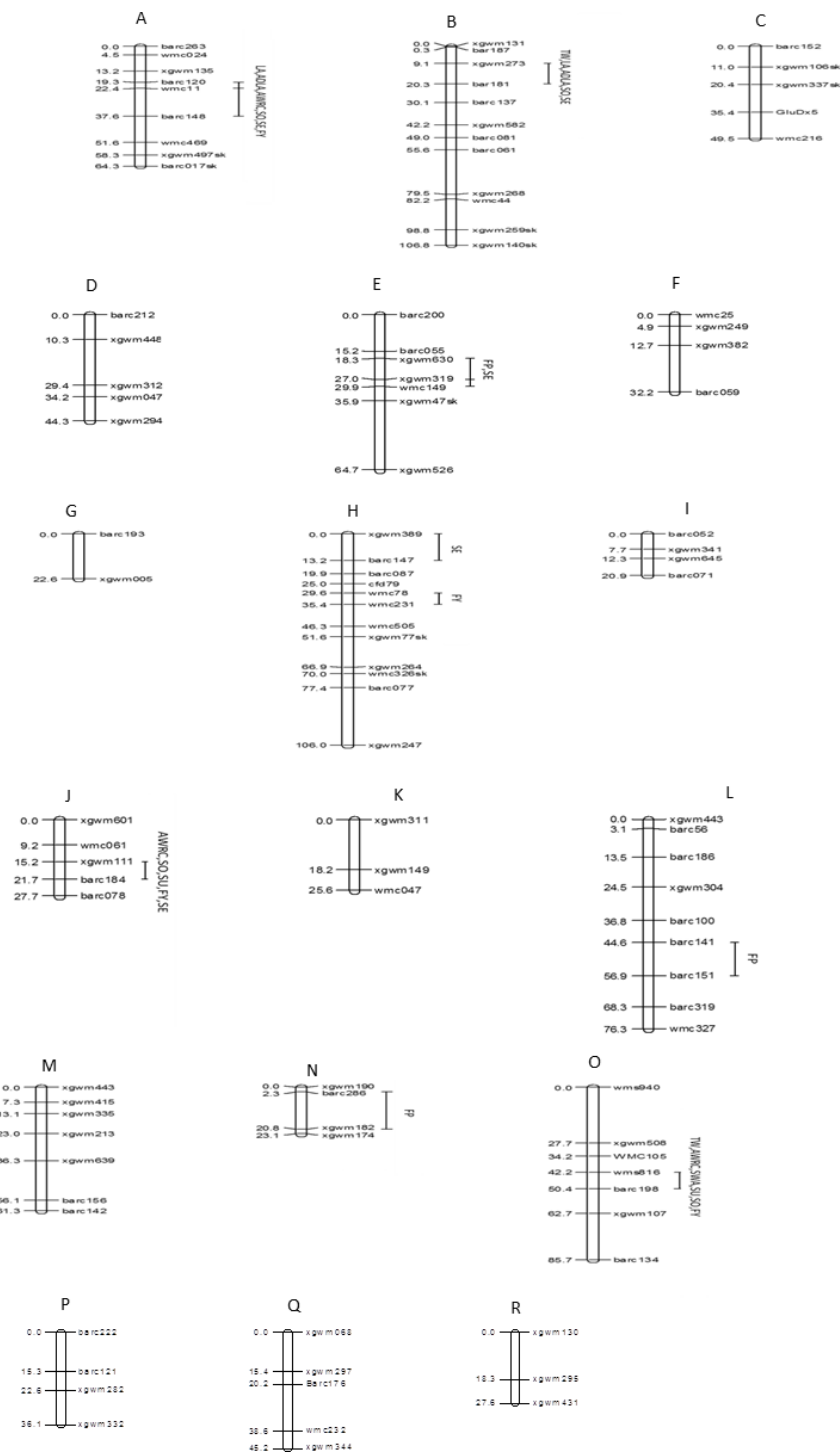 A
0.0 barc263
4.5 wmc024
13.2 xgwm135
19.3 barc120
22.4 wmc11
37.6 barc148
51.6 wmc469
58.3 xgwm497sk
64.3 barc017sk
LA,ADLA,AWRC,SO,SE,FY
B
0.0 xgwm131
0.3 bar187
9.1 xgwm273
20.3 bar181
30.1 barc137
42.2 xgwm582
49.0 barc081
55.6 barc061
79.5 xgwm268
82.2 wmc44
98.8 xgwm259sk
106.8 xgwm140sk
TW,LA,ADLA,SO,SE
C
0.0 barc152
11.0 xgwm106sk
20.4 xgwm337sk
35.4 GluDx5
49.5 wmc216
D
0.0 barc212
10.3 xgwm448
29.4 xgwm312
34.2 xgwm047
44.3 xgwm294
E
0.0 barc200
15.2 barc055
18.3 xgwm630
27.0 xgwm319
29.9 wmc149
35.9 xgwm47sk
64.7 xgwm526
FP,SE
F
0.0 wmc25
4.9 xgwm249
12.7 xgwm382
32.2 barc059
G
0.0 barc193
22.6 xgwm005
H
0.0 xgwm389
13.2 barc147
19.9 barc087
25.0 cfd79
29.6 wmc78
35.4 wmc231
46.3 wmc505
51.6 xgwm77sk
66.9 xgwm264
70.0 wmc326sk
77.4 barc077
106.0 xgwm247
SE
FY
I
0.0 barc052
7.7 xgwm341
12.3 xgwm645
20.9 barc071
J
0.0 xgwm601
9.2 wmc061
15.2 xgwm111
21.7 barc184
27.7 barc078
AWRC,SO,SU,FY,SE
K
0.0 xgwm311
18.2 xgwm149
25.6 wmc047
L
0.0 xgwm443
3.1 barc56
13.5 barc186
24.5 xgwm304
36.8 barc100
44.6 barc141
56.9 barc151
68.3 barc319
76.3 wmc327
FP
M
0.0 xgwm443
7.3 xgwm415
13.1 xgwm335
23.0 xgwm213
xgwm639
barc156
barc142
N
0.0 xgwm190
2.3 barc286
20.8 xgwm182
23.1 xgwm174
FP
O
0.0 wms940
27.7 xgwm508
34.2 WMC105
42.2 wms816
50.4 barc198
62.7 xgwm107
85.7 barc134
TW,AWRC,SWA,SU,SO,FY
P
0.0 barc222
15.3 barc121
22.6 xgwm282
36.1 xgwm332
Q
0.0 xgwm068
15.4 xgwm297
20.2 Barc176
38.6 wmc232
45.2 xgwm344
R
0.0 xgwm130
18.3 xgwm295
27.6 xgwm431